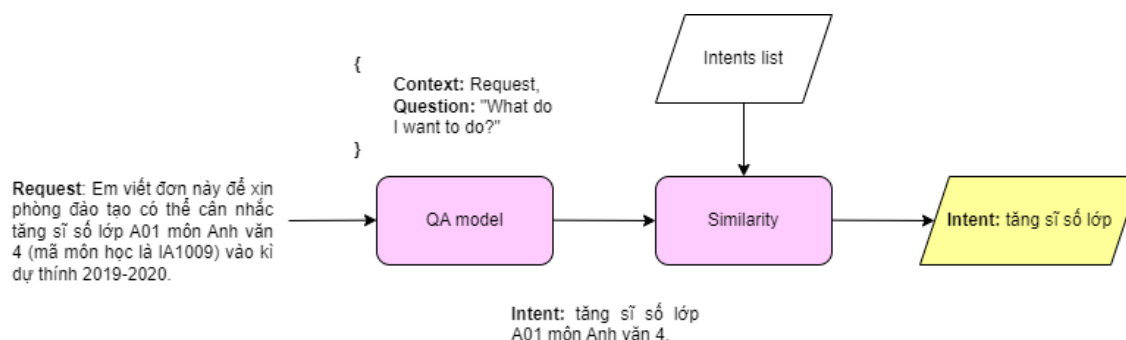 {
Context: Request,
Question: "What do
I want to do?"
}
Intents list
Request: Em viết đơn này để xin
phòng đào tạo có thể cân nhắc
tăng sĩ số lớp A01 môn Anh văn
4 (mã môn học là IA1009) vào kì
dự thính 2019-2020.
QA model
Similarity
Intent: tăng sĩ số lớp
Intent: tăng sĩ số lớp
A01 môn Anh văn 4.